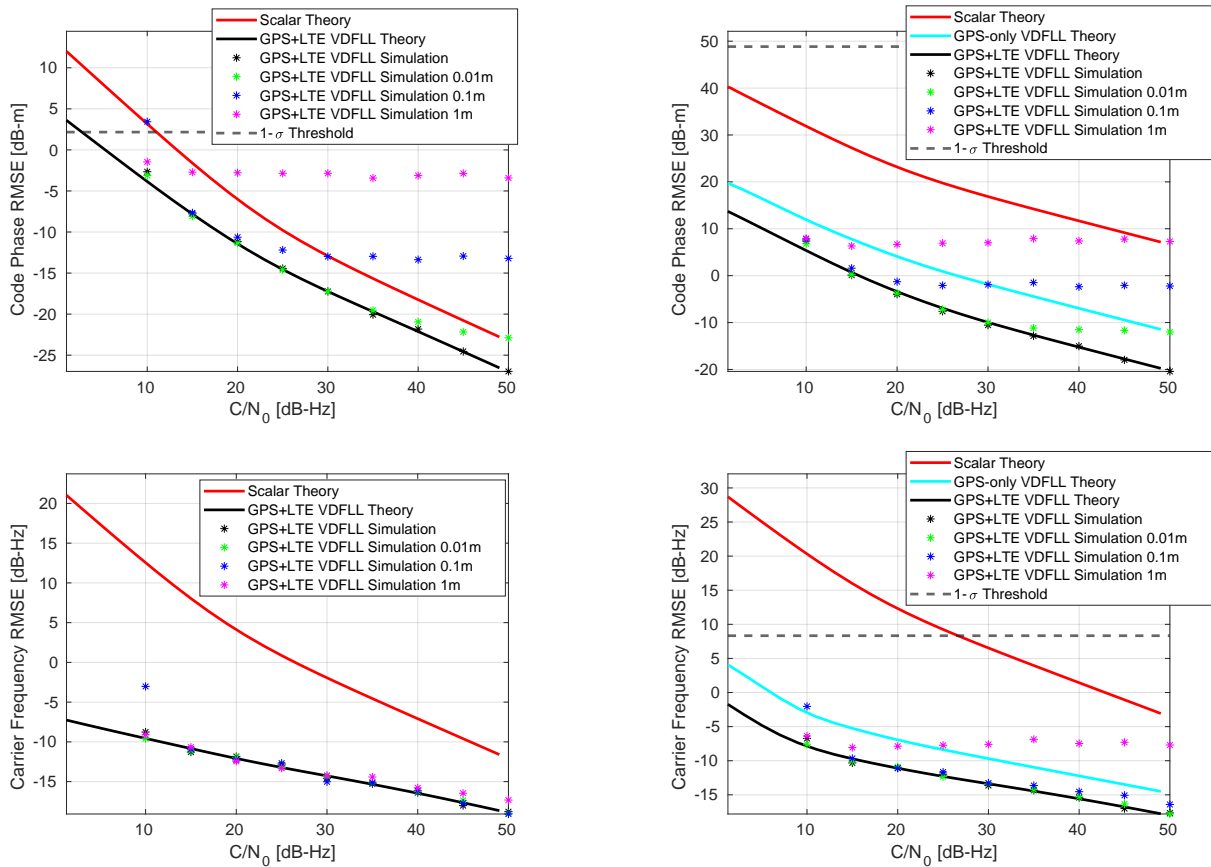 Scalar Theory
GPS+LTE VDFLL Theory
GPS+LTE VDFLL Simulation
GPS+LTE VDFLL Simulation 0.01m
GPS+LTE VDFLL Simulation 0.1m
GPS+LTE VDFLL Simulation 1m
1-σ Threshold
10
5
0
-5
-10
-15
-20
-25
Code Phase RMSE [dB-m]
10 20 30 40 50
C/N0 [dB-Hz]
Scalar Theory
GPS-only VDFLL Theory
GPS+LTE VDFLL Theory
GPS+LTE VDFLL Simulation
GPS+LTE VDFLL Simulation 0.01m
GPS+LTE VDFLL Simulation 0.1m
GPS+LTE VDFLL Simulation 1m
1-σ Threshold
50
40
30
20
10
0
-10
-20
Code Phase RMSE [dB-m]
10 20 30 40 50
C/N0 [dB-Hz]
Scalar Theory
GPS+LTE VDFLL Theory
GPS+LTE VDFLL Simulation
GPS+LTE VDFLL Simulation 0.01m
GPS+LTE VDFLL Simulation 0.1m
GPS+LTE VDFLL Simulation 1m
20
15
10
5
0
-5
-10
-15
Carrier Frequency RMSE [dB-Hz]
10 20 30 40 50
C/N0 [dB-Hz]
Scalar Theory
GPS-only VDFLL Theory
GPS+LTE VDFLL Theory
GPS+LTE VDFLL Simulation
GPS+LTE VDFLL Simulation 0.01m
GPS+LTE VDFLL Simulation 0.1m
GPS+LTE VDFLL Simulation 1m
1-σ Threshold
30
25
20
15
10
5
0
-5
-10
-15
Carrier Frequency RMSE [dB-Hz]
10 20 30 40 50
C/N0 [dB-Hz]